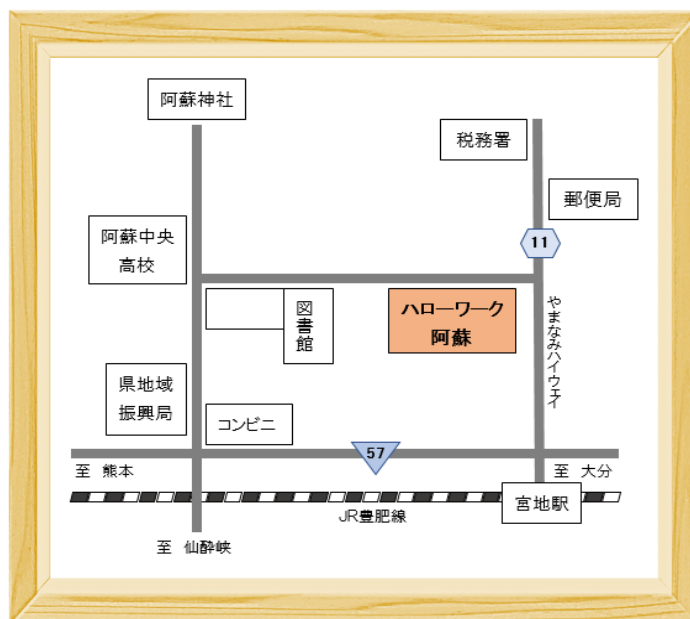 阿蘇神社
税務署
郵便局
阿蘇中央
高校
11
図書館
ハローワーク
阿蘇
やまなみハイウェイ
県地域
振興局
コンビニ
57
至 熊本
至 大分
宮地駅
JR豊肥線
至 仙酔峡